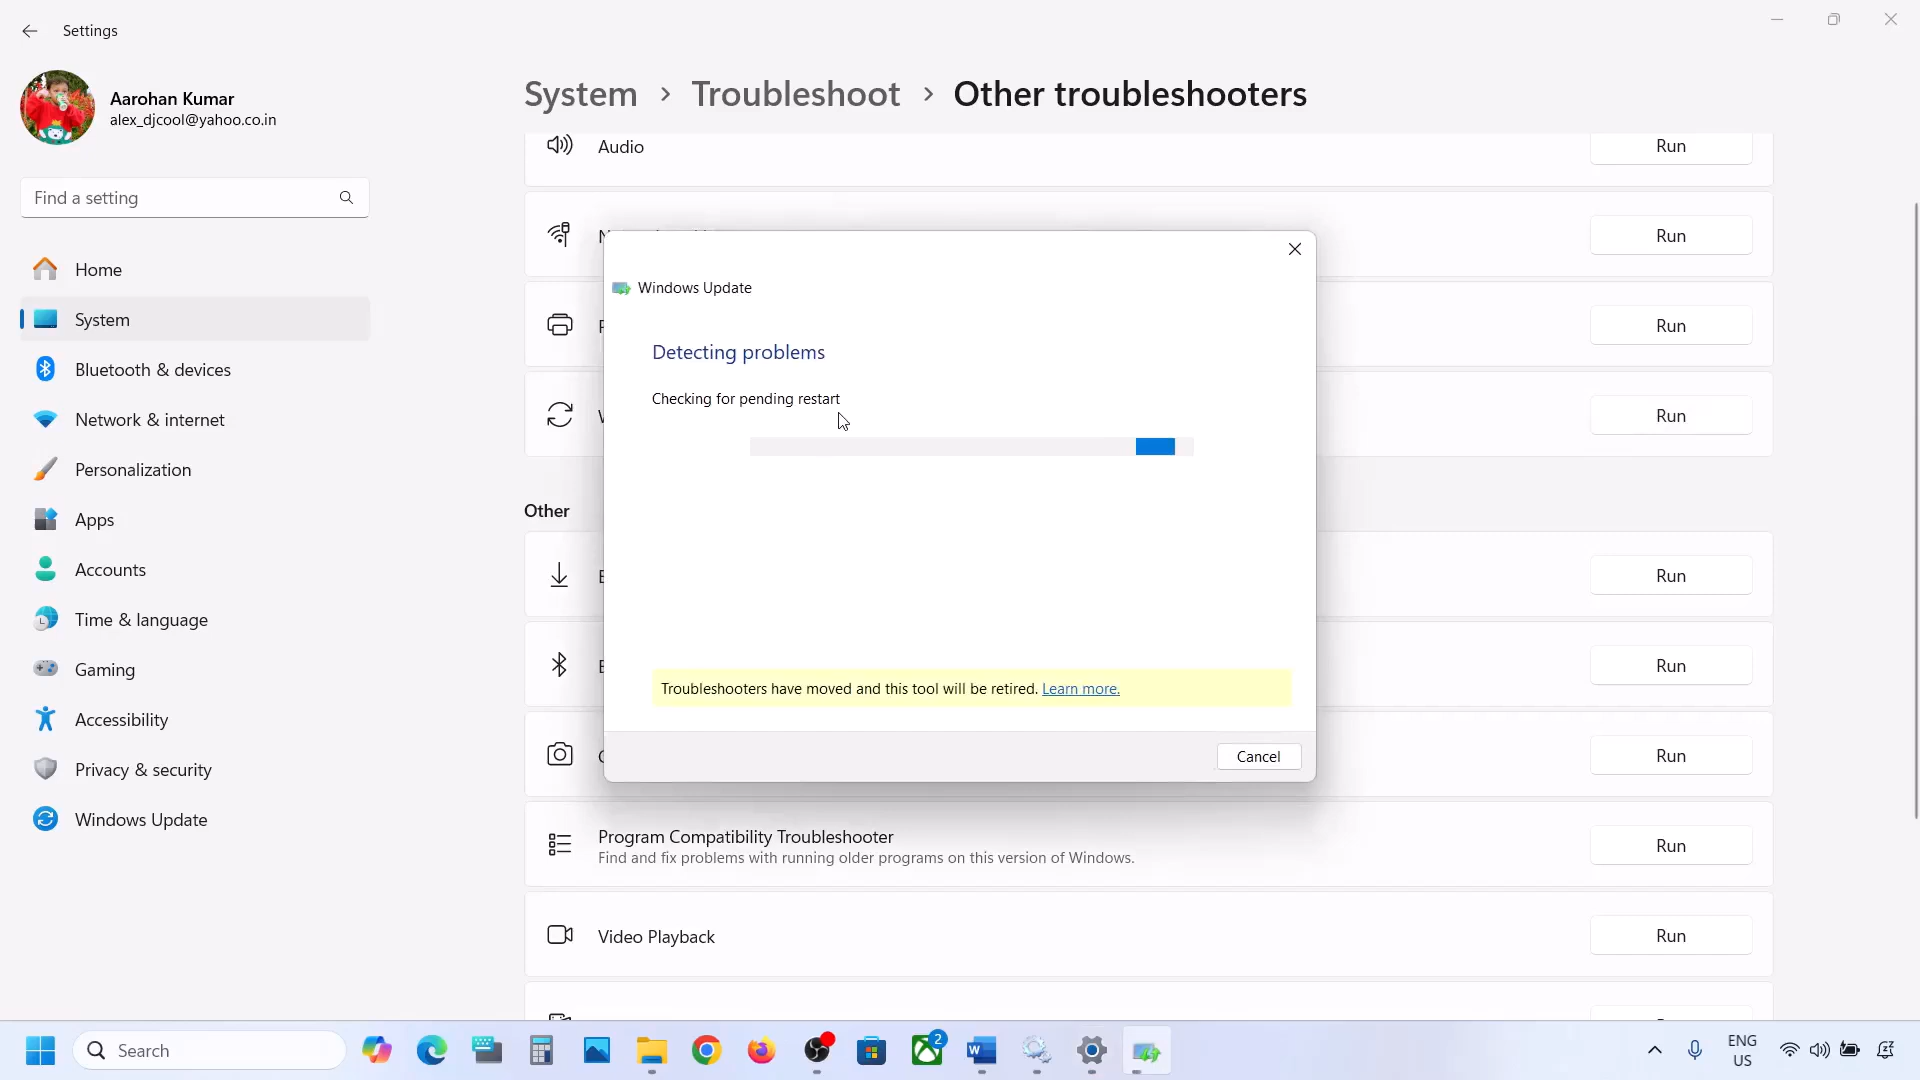 Settings
Aarohan Kumar
alex_djcool@yahoo.co.in
Find a setting
Home
System
Bluetooth & devices
Network & internet
Personalization
Apps
Accounts
Time & language
Gaming
Accessibility
Privacy & security
Windows Update
System > Troubleshoot > Other troubleshooters
Audio
Run
Run
Run
Run
Windows Update
Detecting problems
Checking for pending restart
Troubleshooters have moved and this tool will be retired. Learn more.
Cancel
Other
Run
Run
Run
Program Compatibility Troubleshooter
Find and fix problems with running older programs on this version of Windows.
Run
Video Playback
Run
Search
2
ENG
US